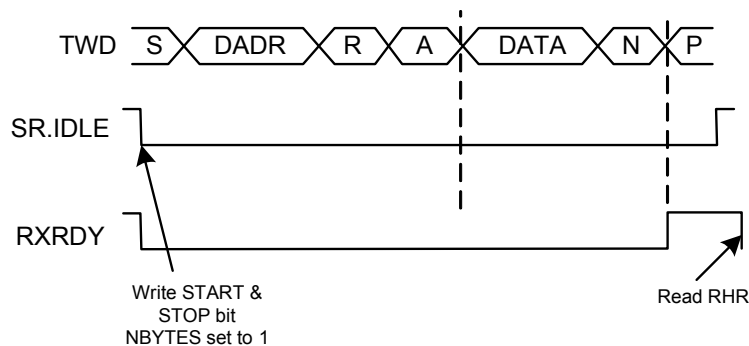 TWD S DADR R A DATA N P
SR.IDLE
RXRDY
Write START &
STOP bit
NBYTES set to 1
Read RHR